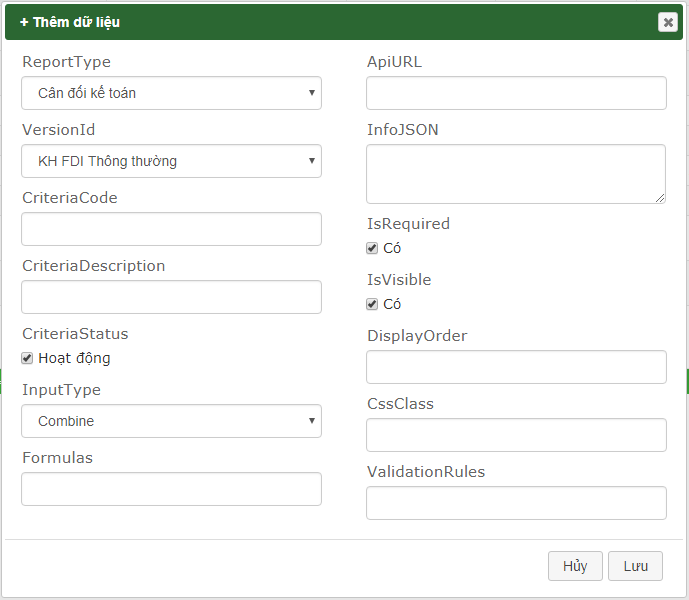 + Thêm dữ liệu
ReportType
Cân đối kế toán
VersionId
KH FDI Thông thường
CriteriaCode
CriteriaDescription
CriteriaStatus
Hoạt động
InputType
Combine
Formulas
ApiURL
InfoJSON
IsRequired
Có
IsVisible
Có
DisplayOrder
CssClass
ValidationRules
Hủy
Lưu